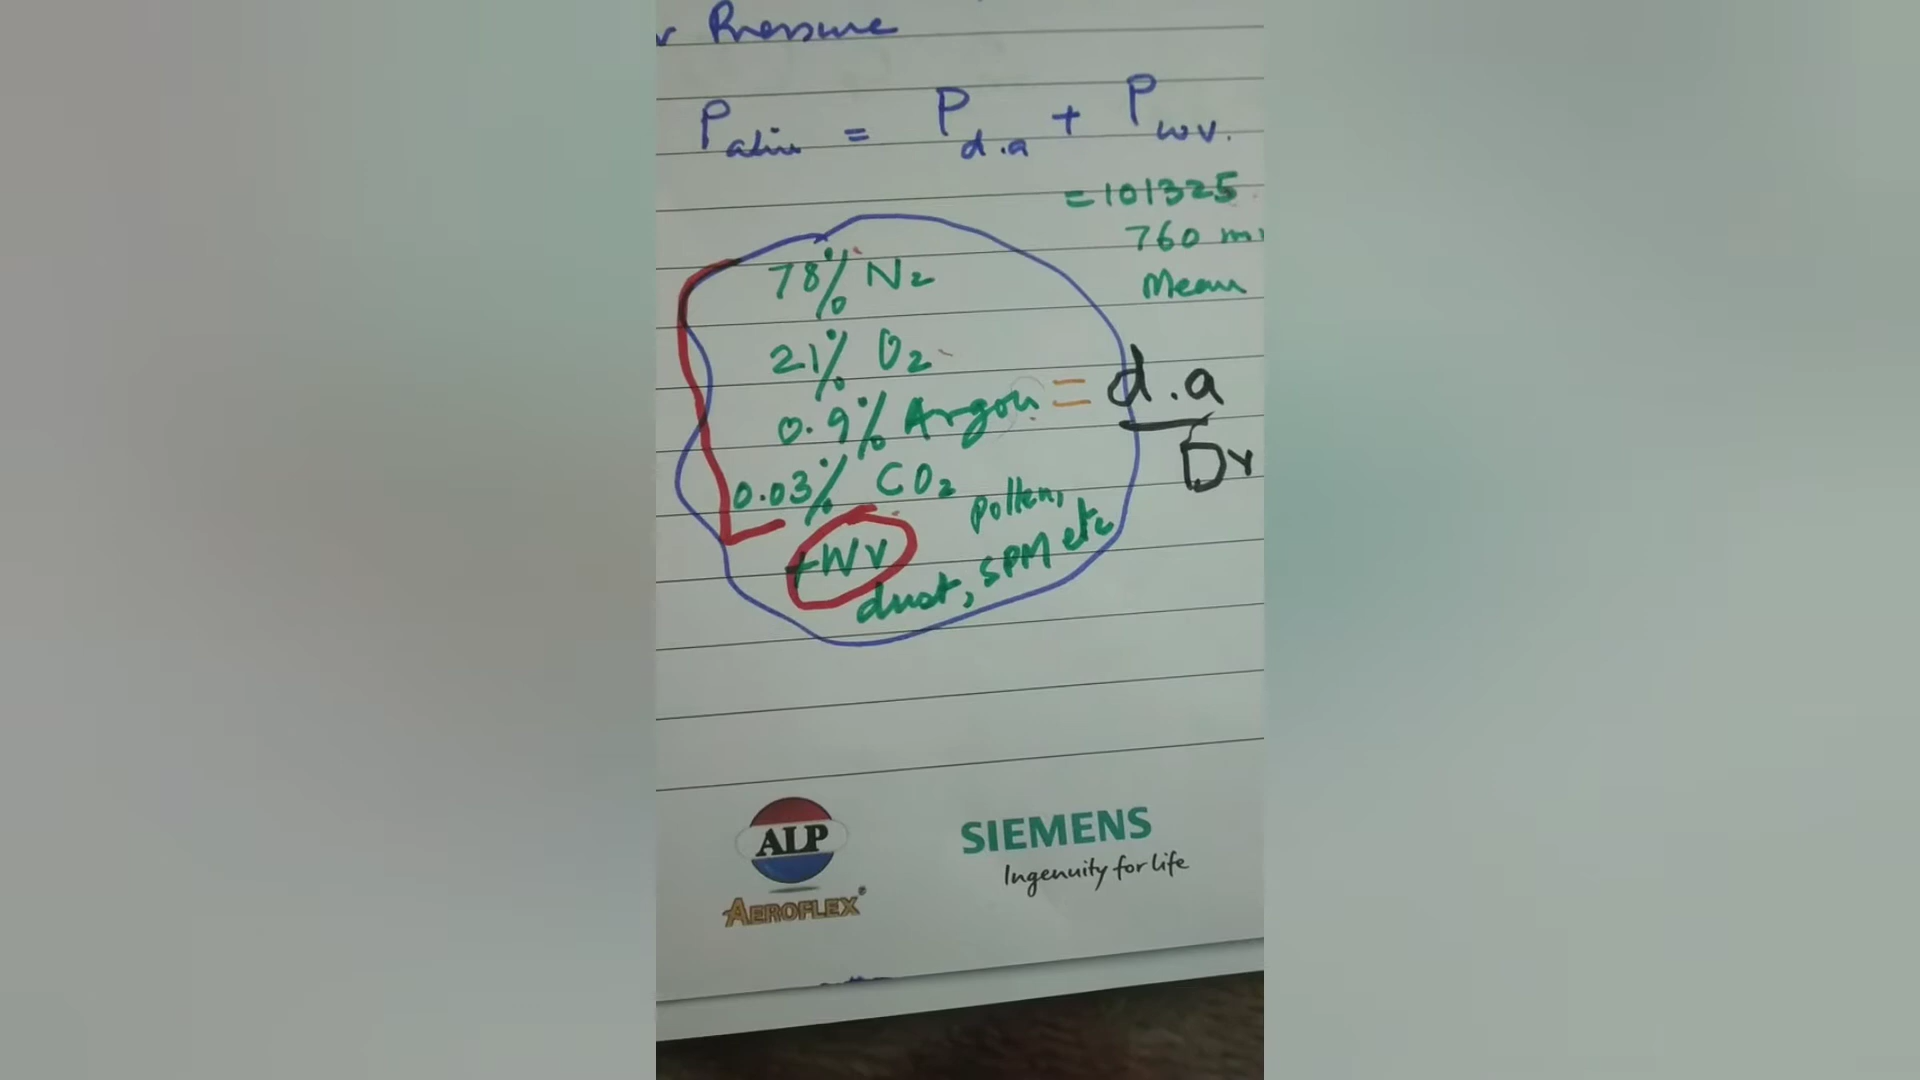 Pressure
Patm = Pd.a + Pwv.
= 101325
760 m
Mean
78% N2
21% O2
0.9% Argon = d.a
Dr
0.03% CO2
pollen,
+WV
dust, SPM etc
ALP
AEROFLEX
SIEMENS
Ingenuity for life